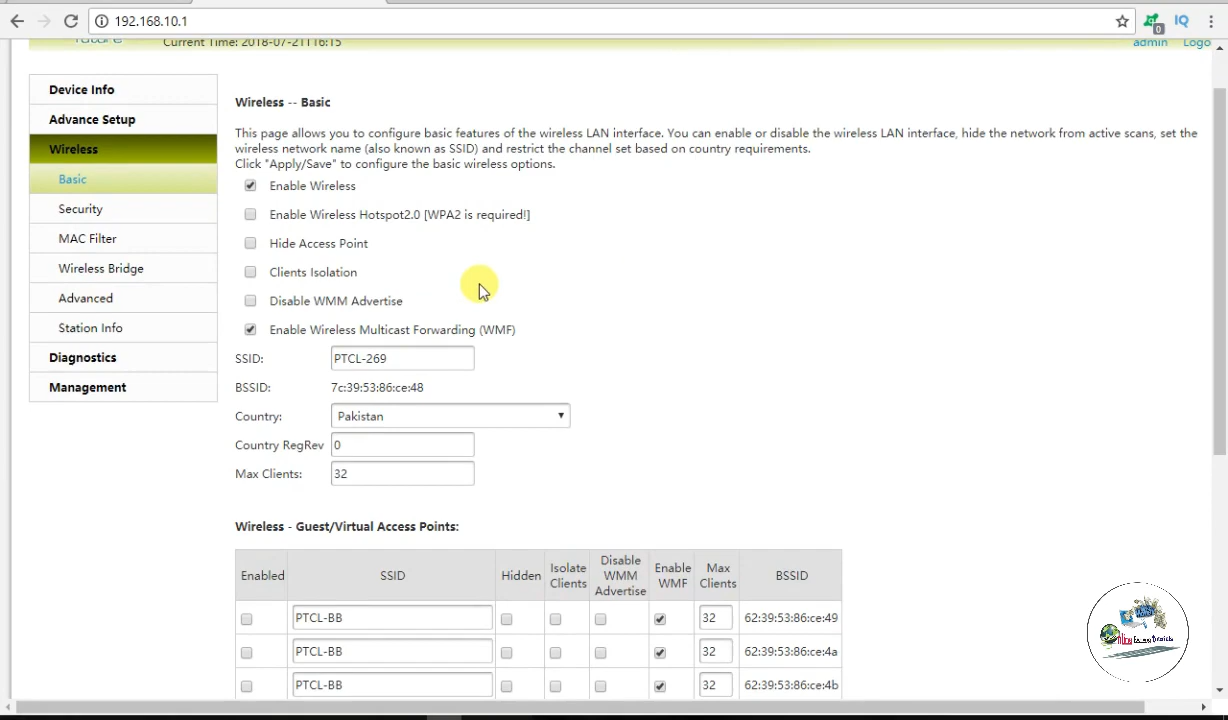 192.168.10.1
0
IQ
Current Time: 2018-07-21T16:15
admin
Logo
Device Info
Advance Setup
Wireless
Basic
Security
MAC Filter
Wireless Bridge
Advanced
Station Info
Diagnostics
Management
Wireless -- Basic
This page allows you to configure basic features of the wireless LAN interface. You can enable or disable the wireless LAN interface, hide the network from active scans, set the
wireless network name (also known as SSID) and restrict the channel set based on country requirements.
Click "Apply/Save" to configure the basic wireless options.
Enable Wireless
Enable Wireless Hotspot2.0 [WPA2 is required!]
Hide Access Point
Clients Isolation
Disable WMM Advertise
Enable Wireless Multicast Forwarding (WMF)
SSID: PTCL-269
BSSID: 7c:39:53:86:ce:48
Country: Pakistan
Country RegRev 0
Max Clients: 32
Wireless - Guest/Virtual Access Points:
Enabled SSID Hidden Isolate Clients Disable WMM Advertise Enable WMF Max Clients BSSID
PTCL-BB 32 62:39:53:86:ce:49
PTCL-BB 32 62:39:53:86:ce:4a
PTCL-BB 32 62:39:53:86:ce:4b